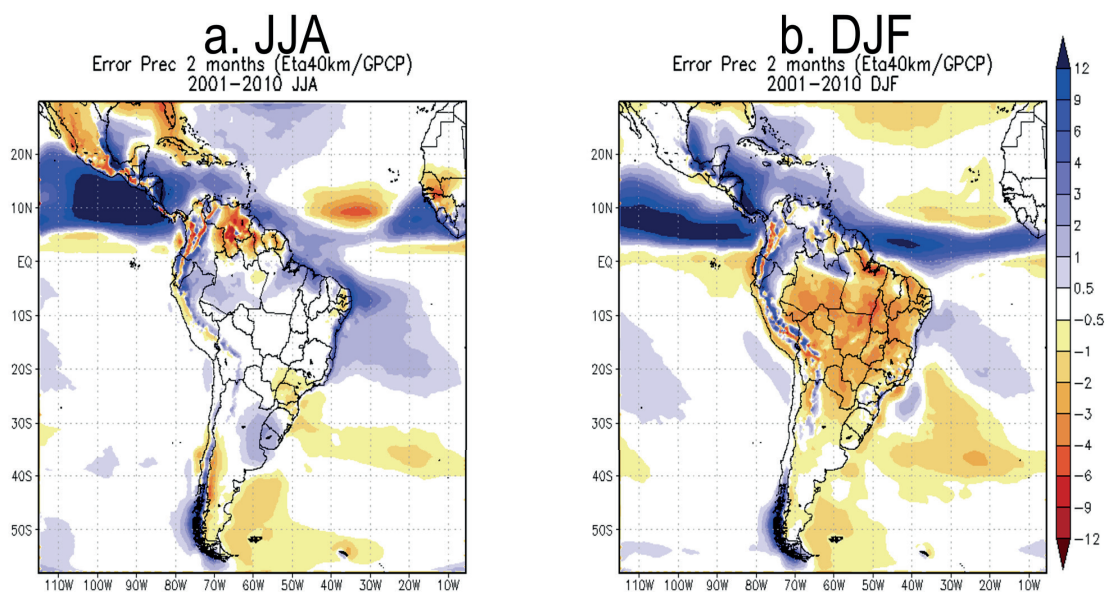 a. JJA
Error Prec 2 months (Eta40km/GPCP)
2001-2010 JJA
20N
10N
EQ
10S
20S
30S
40S
50S
110W 100W 90W 80W 70W 60W 50W 40W 30W 20W 10W
b. DJF
Error Prec 2 months (Eta40km/GPCP)
2001-2010 DJF
20N
10N
EQ
10S
20S
30S
40S
50S
110W 100W 90W 80W 70W 60W 50W 40W 30W 20W 10W
12
9
6
4
3
2
1
0.5
-0.5
-1
-2
-3
-4
-6
-9
-12